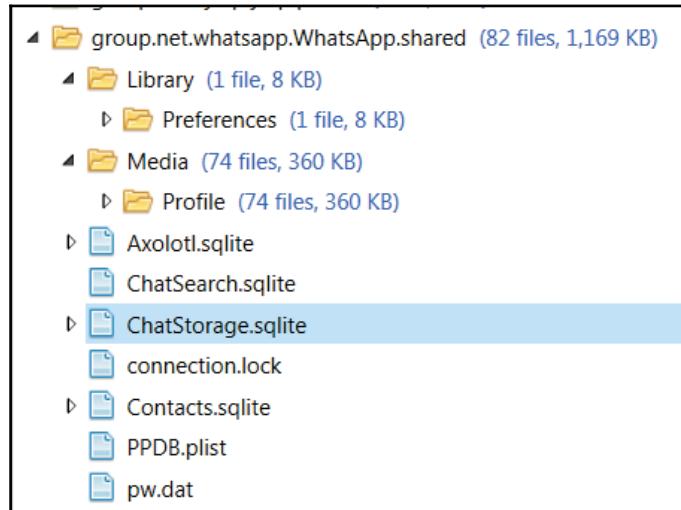 group.net.whatsapp.WhatsApp.shared (82 files, 1,169 KB)
Library (1 file, 8 KB)
Preferences (1 file, 8 KB)
Media (74 files, 360 KB)
Profile (74 files, 360 KB)
Axolotl.sqlite
ChatSearch.sqlite
ChatStorage.sqlite
connection.lock
Contacts.sqlite
PPDB.plist
pw.dat